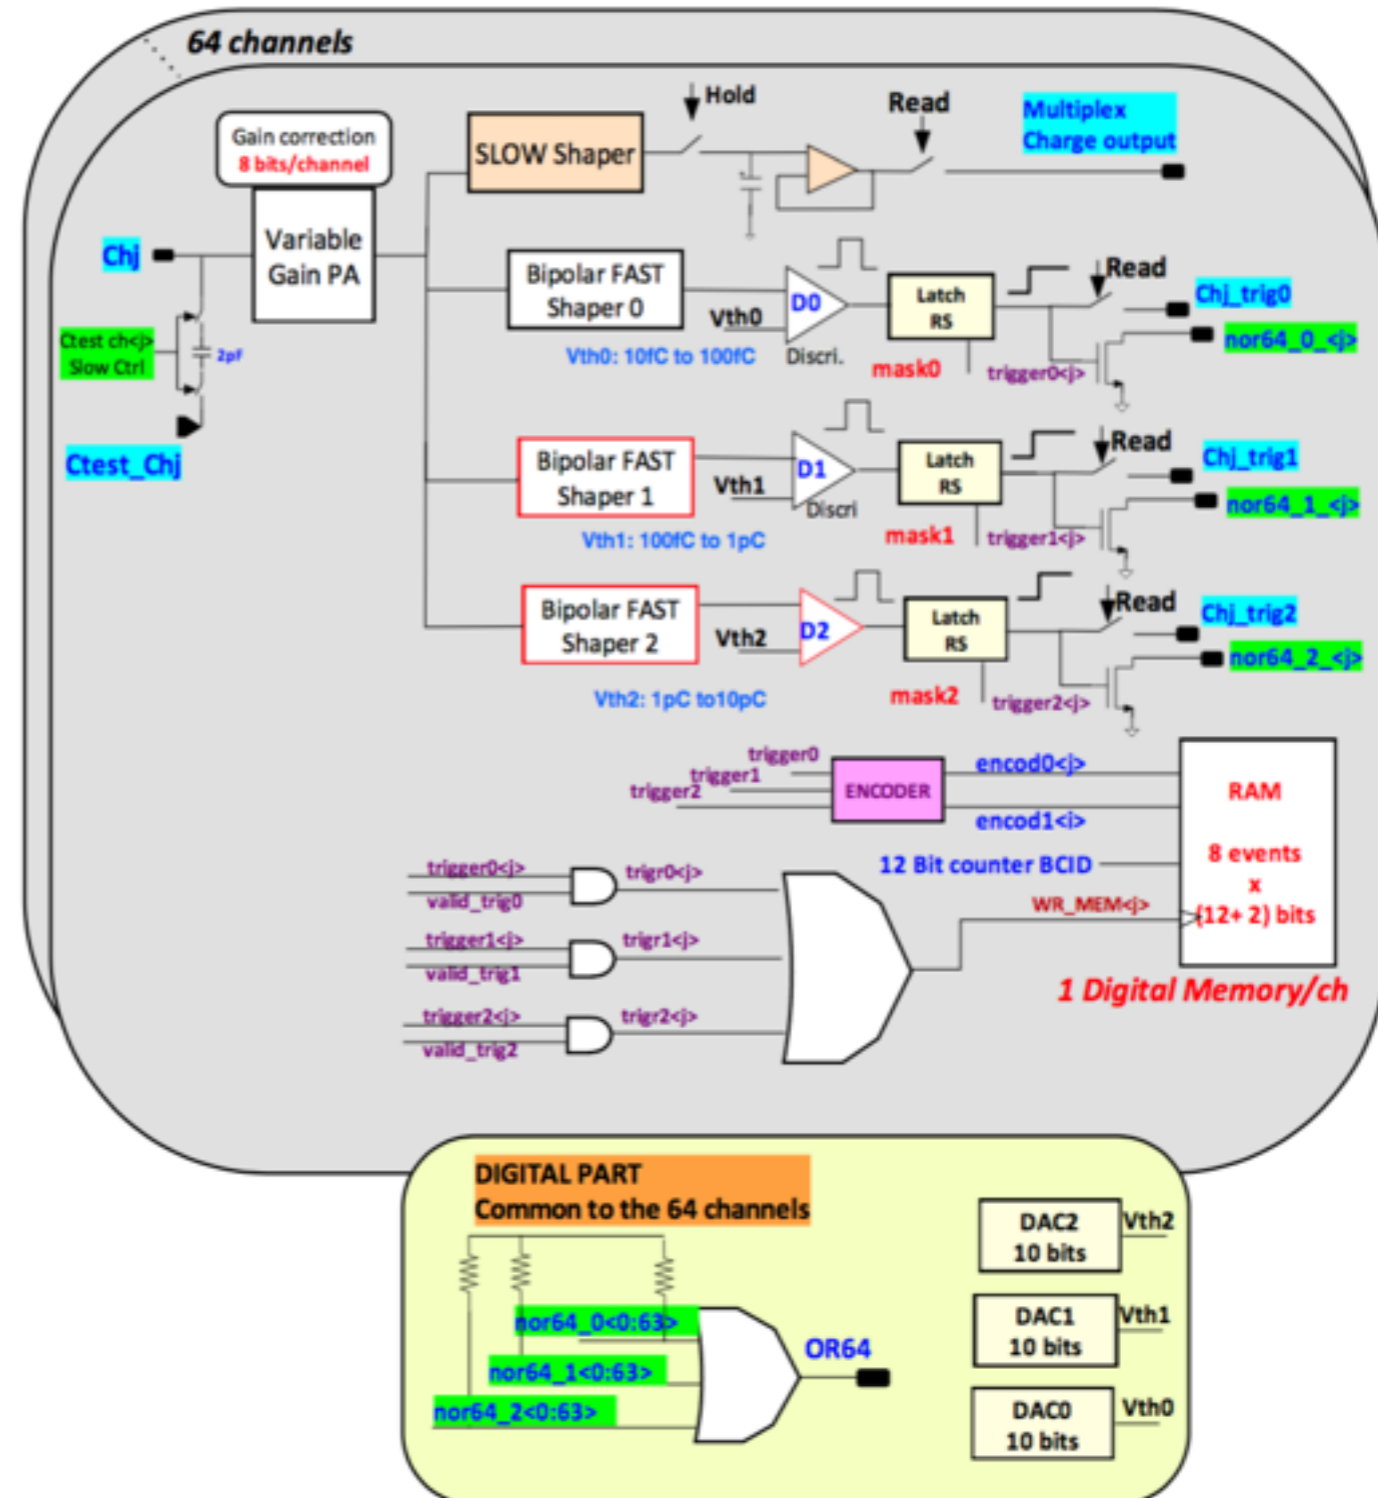 64 channels
Gain correction
8 bits/channel
Variable
Gain PA
Chj
Ctest ch<j>
Slow Ctrl
2pF
Ctest_Chj
SLOW Shaper
Hold
Read
Multiplex
Charge output
Bipolar FAST
Shaper 0
Vth0
D0
Discri.
Vth0: 10fC to 100fC
Latch
RS
mask0
Read
trigger0<j>
Chj_trig0
nor64_0_<j>
Bipolar FAST
Shaper 1
Vth1
D1
Discri
Vth1: 100fC to 1pC
Latch
RS
mask1
Read
trigger1<j>
Chj_trig1
nor64_1_<j>
Bipolar FAST
Shaper 2
Vth2
D2
Vth2: 1pC to10pC
Latch
RS
mask2
Read
trigger2<j>
Chj_trig2
nor64_2_<j>
trigger0
trigger1
trigger2
ENCODER
encod0<j>
encod1<i>
12 Bit counter BCID
WR_MEM<j>
RAM
8 events
x
(12+ 2) bits
1 Digital Memory/ch
trigger0<j>
valid_trig0
trigr0<j>
trigger1<j>
valid_trig1
trigr1<j>
trigger2<j>
valid_trig2
trigr2<j>
DIGITAL PART
Common to the 64 channels
nor64_0<0:63>
nor64_1<0:63>
nor64_2<0:63>
OR64
DAC2
10 bits
Vth2
DAC1
10 bits
Vth1
DAC0
10 bits
Vth0